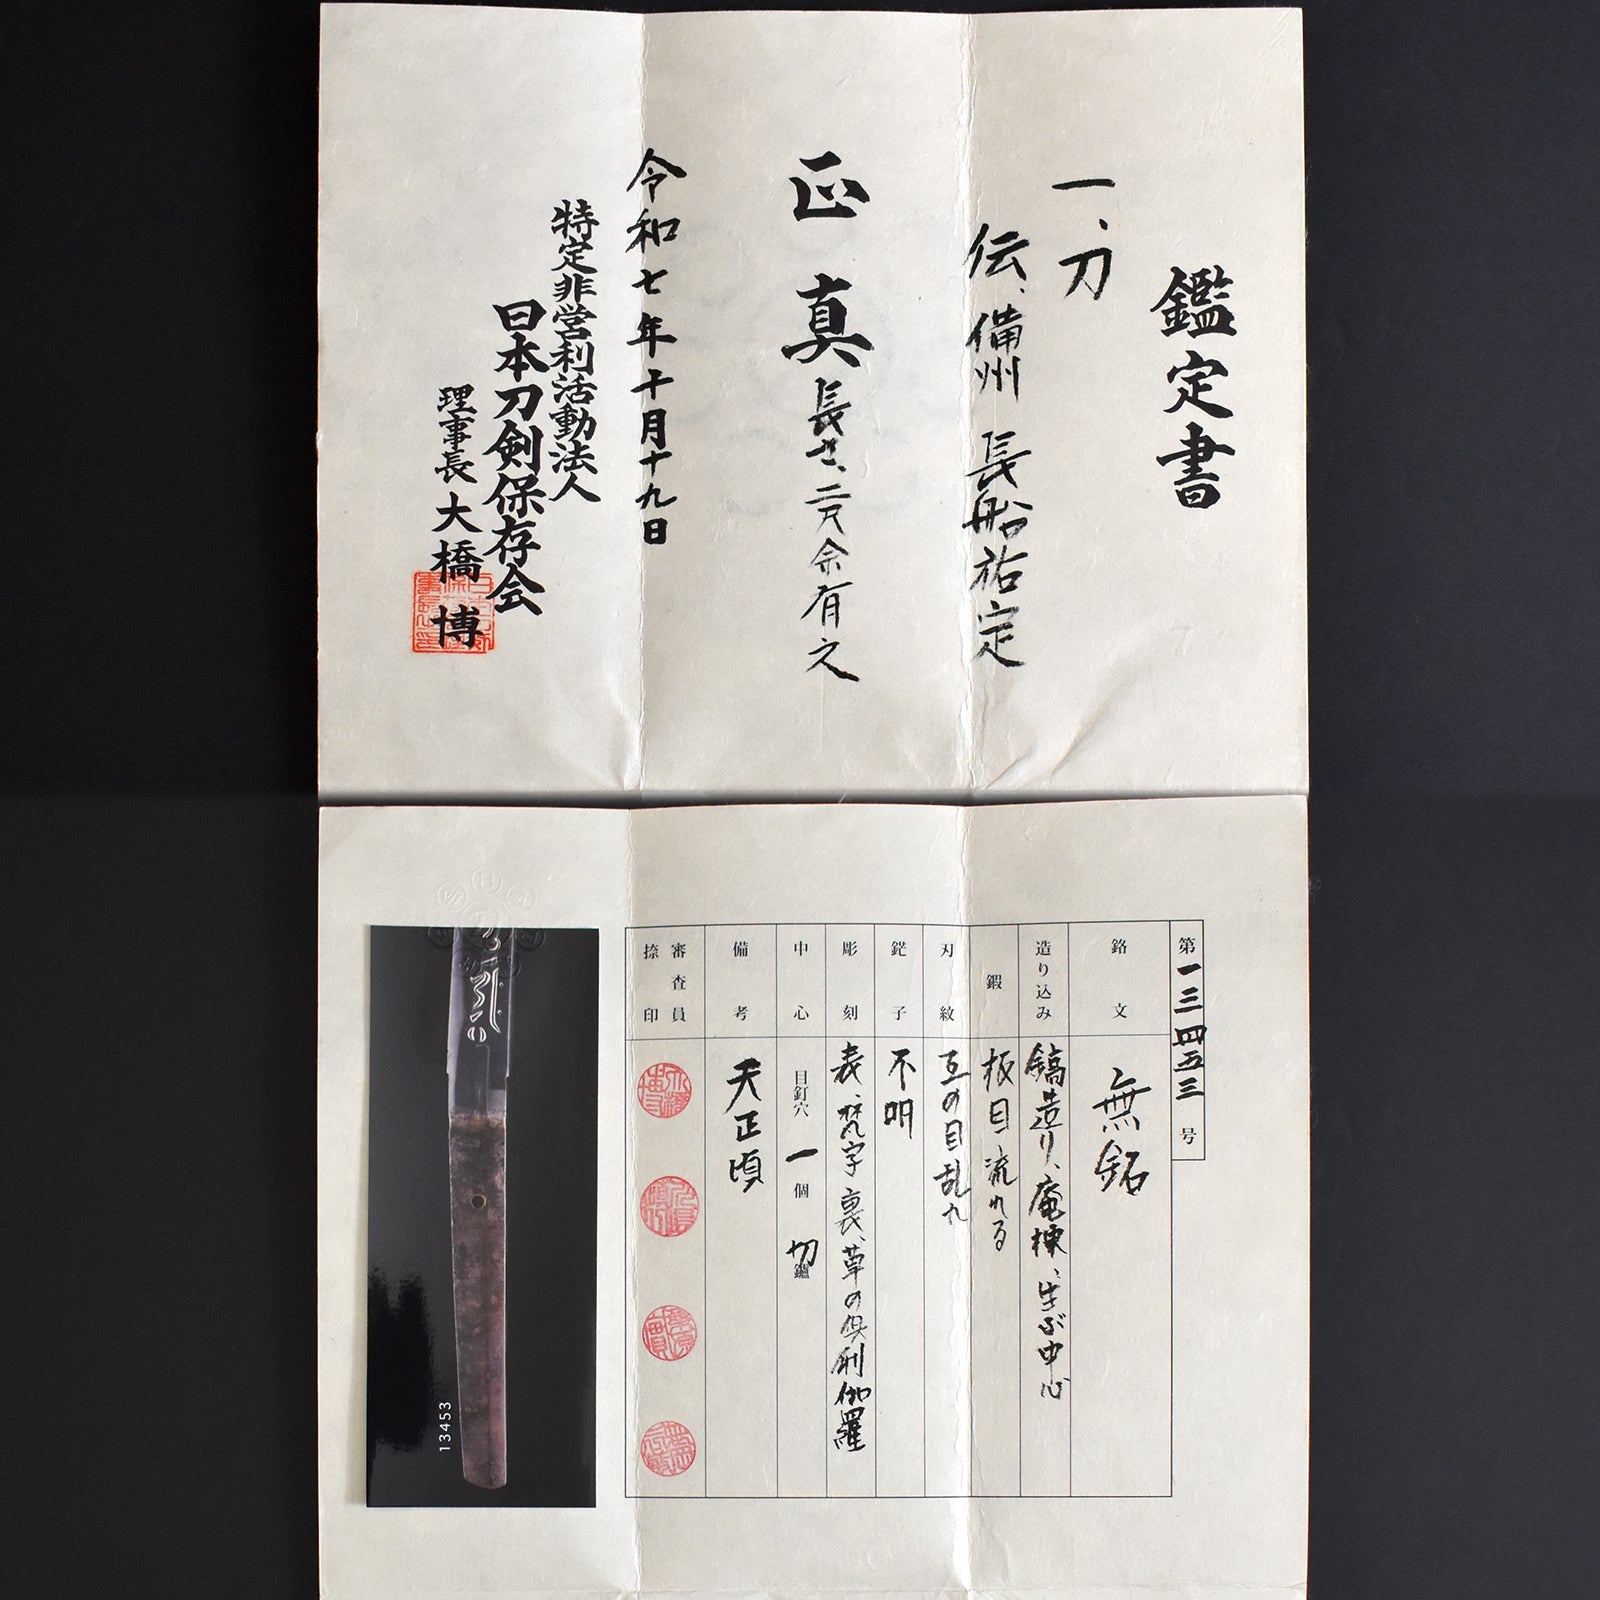 鑑定書
一、刀
伝、備州 長船祐定
正 真 長さ、二尺余有之
令和七年十月十九日
特定非営利活動法人
日本刀剣保存会
理事長 大橋 博
第一三四五三号
銘文 無銘
造り込み 鎬造り、庵棟、生ぶ中心
鍜 板目流れる
刃紋 互の目乱れ
鋩子 不明
彫刻 表、梵字 裏、草の倶利伽羅
中心 目釘穴 一 個 切鑢
備考 天正頃
審査員
捺印
13453